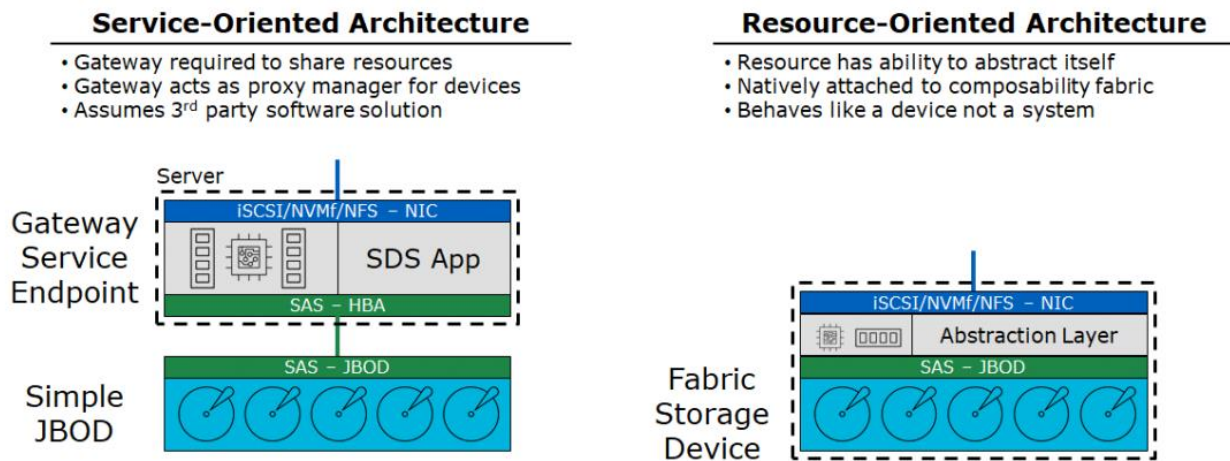 Service-Oriented Architecture
• Gateway required to share resources
• Gateway acts as proxy manager for devices
• Assumes 3rd party software solution
Server
Gateway
Service
Endpoint
iSCSI/NVMf/NFS – NIC
SDS App
SAS – HBA
Simple
JBOD
SAS – JBOD
Resource-Oriented Architecture
• Resource has ability to abstract itself
• Natively attached to composability fabric
• Behaves like a device not a system
Fabric
Storage
Device
iSCSI/NVMf/NFS – NIC
Abstraction Layer
SAS – JBOD